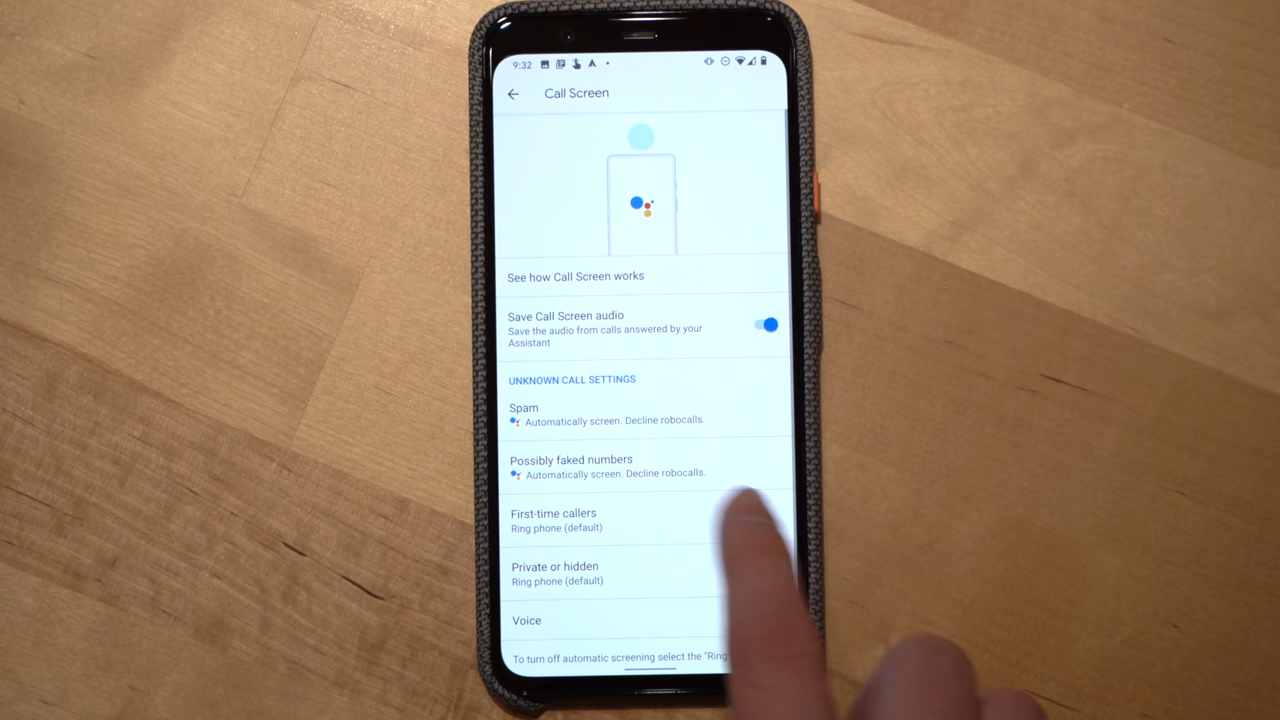 9:32
Call Screen
See how Call Screen works
Save Call Screen audio
Save the audio from calls answered by your
Assistant
UNKNOWN CALL SETTINGS
Spam
Automatically screen. Decline robocalls.
Possibly faked numbers
Automatically screen. Decline robocalls.
First-time callers
Ring phone (default)
Private or hidden
Ring phone (default)
Voice
To turn off automatic screening select the "Ring